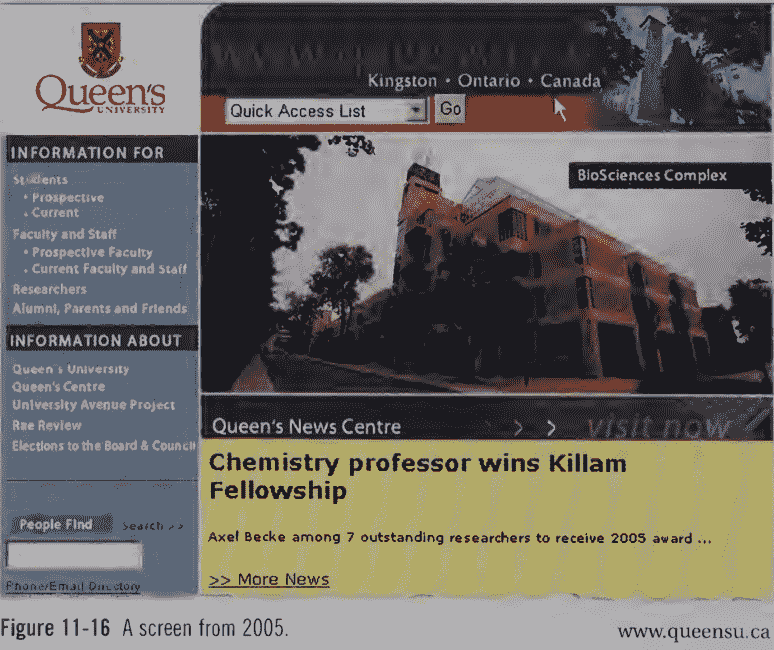 Queen's
UNIVERSITY
Kingston • Ontario • Canada
Quick Access List
Go
INFORMATION FOR
Students
• Prospective
• Current
Faculty and Staff
• Prospective Faculty
• Current Faculty and Staff
Researchers
Alumni, Parents and Friends
INFORMATION ABOUT
Queen's University
Queen's Centre
University Avenue Project
Rae Review
Elections to the Board & Council
People Find
Search >>
Phone/Email Directory
BioSciences Complex
Queen's News Centre > > visit now
Chemistry professor wins Killam
Fellowship
Axel Becke among 7 outstanding researchers to receive 2005 award ...
>> More News
Figure 11-16 A screen from 2005.
www.queensu.ca